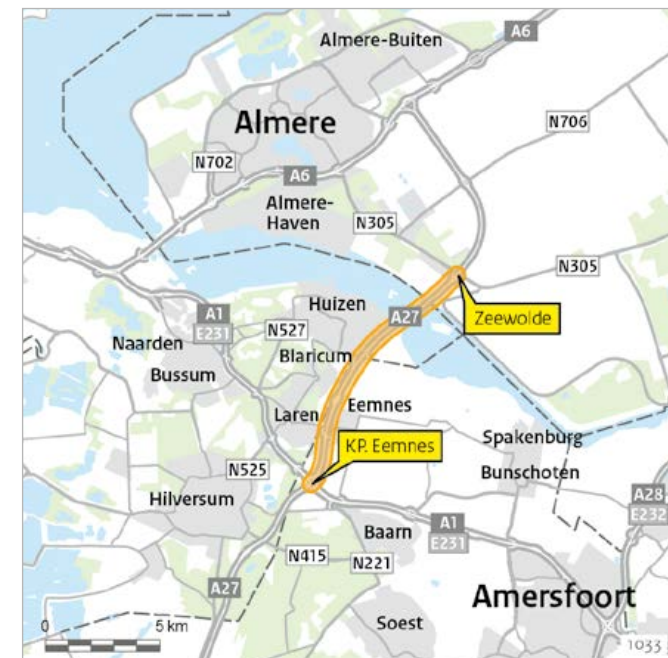 A6
Almere-Buiten
Almere
N706
N702
A6
Almere-
Haven
N305
N305
Huizen
A27
Zeewolde
A1
E231
N527
Naarden
Blaricum
Bussum
Laren
Eemnes
KP. Eemnes
Spakenburg
Bunschoten
N525
Hilversum
A28
E232
Baarn
A1
E231
N415
N221
A27
Amersfoort
0
5 km
Soest
1033